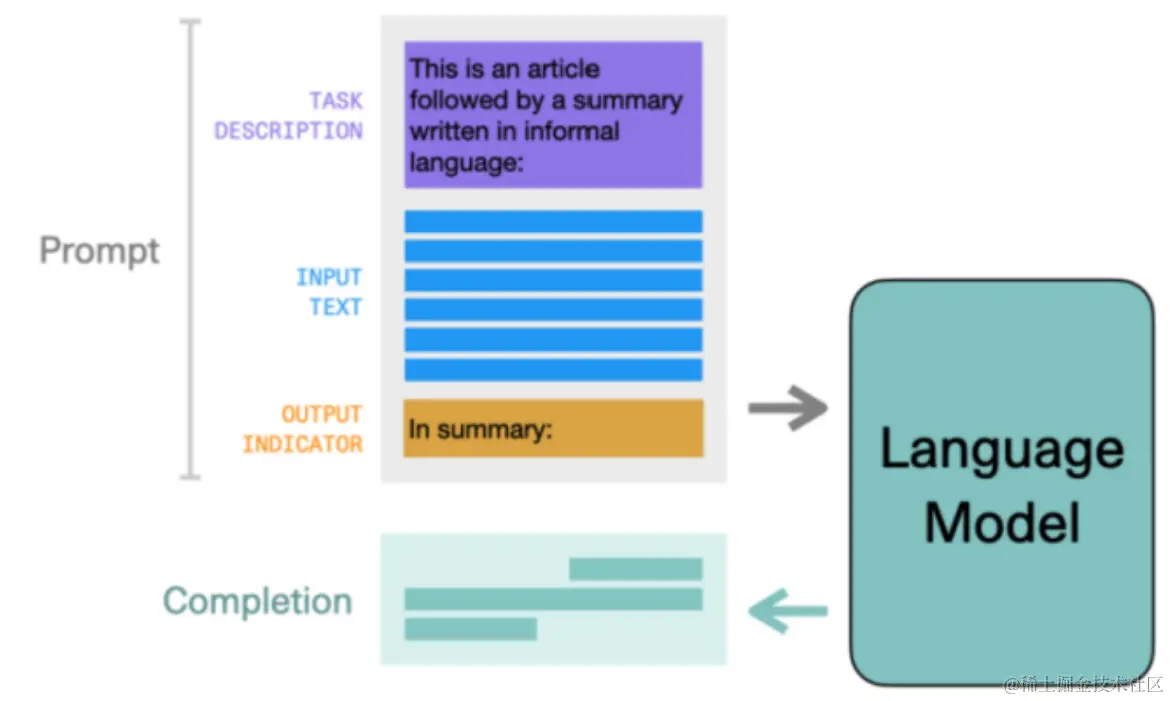 TASK
DESCRIPTION
This is an article
followed by a summary
written in informal
language:
Prompt
INPUT
TEXT
OUTPUT
INDICATOR
In summary:
Language
Model
Completion
@稀土掘金技术社区